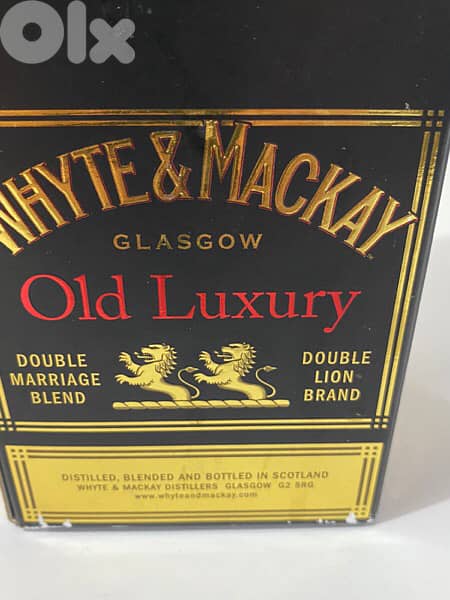 Olx
WHYTE & MACKAY
GLASGOW
Old Luxury
DOUBLE
MARRIAGE
BLEND
DOUBLE
LION
BRAND
DISTILLED, BLENDED AND BOTTLED IN SCOTLAND
WHYTE & MACKAY DISTILLERS GLASGOW G2 5RG
www.whyteandmackay.com